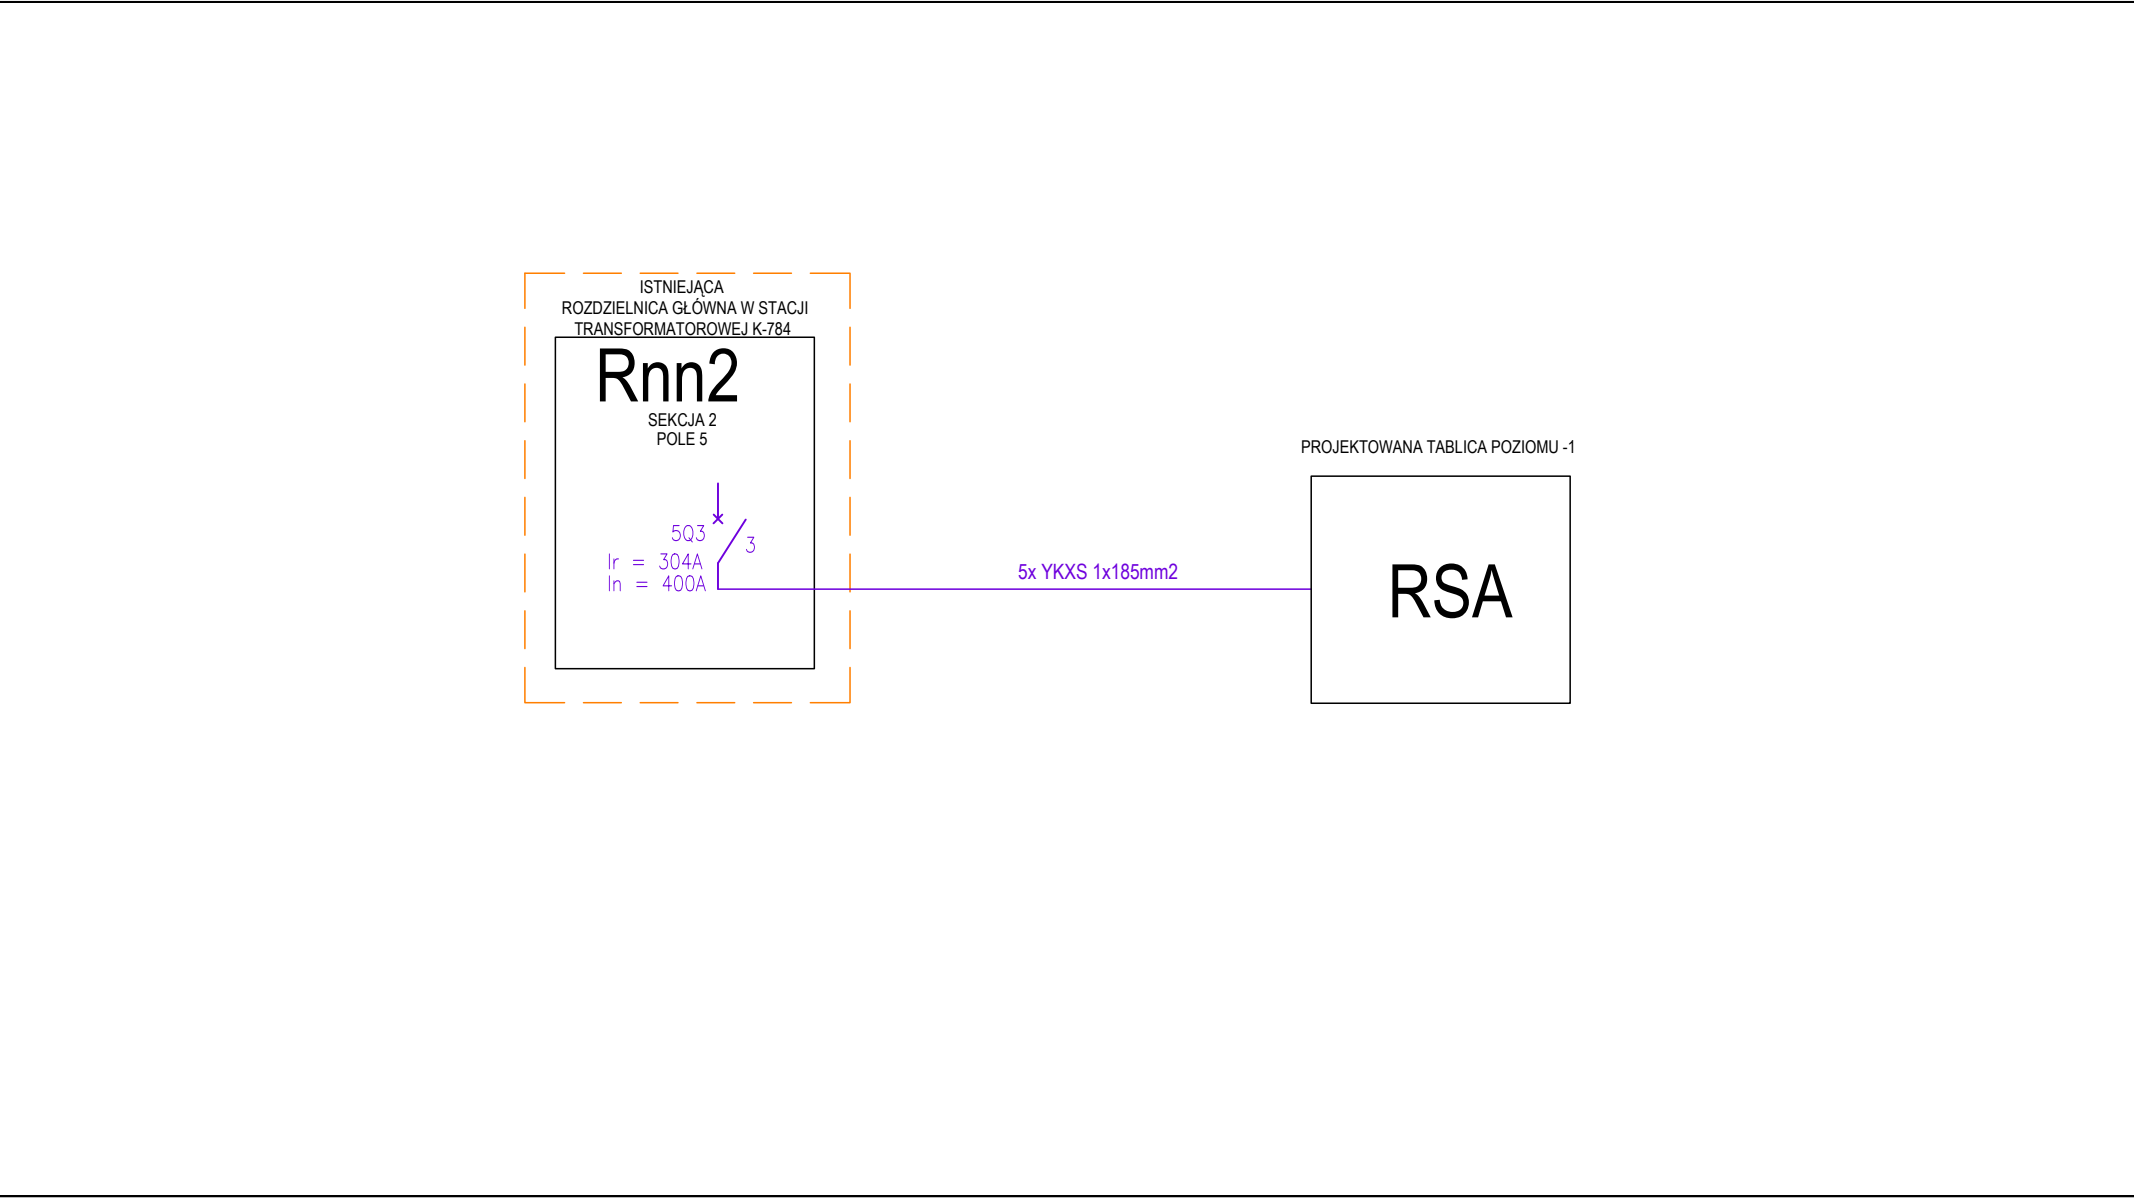 ISTNIEJĄCA
ROZDZIELNICA GŁÓWNA W STACJI
TRANSFORMATOROWEJ K-784
Rnn2
SEKCJA 2
POLE 5
5Q3
3
Ir = 304A
In = 400A
5x YKXS 1x185mm2
PROJEKTOWANA TABLICA POZIOMU -1
RSA